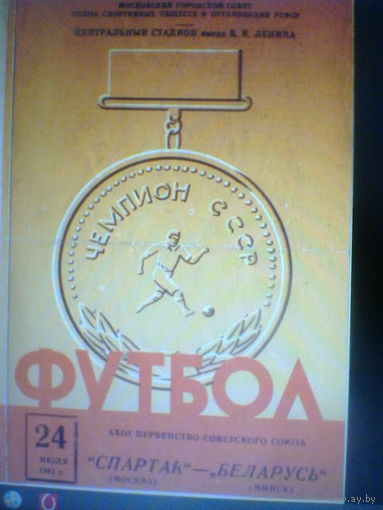 МОСКОВСКИЙ ГОРОДСКОЙ СОВЕТ
СОЮЗА СПОРТИВНЫХ ОБЩЕСТВ И ОРГАНИЗАЦИЙ РСФСР
ЦЕНТРАЛЬНЫЙ СТАДИОН имени В. И. ЛЕНИНА
ЧЕМПИОН СССР
ФУТБОЛ
24
ИЮЛЯ
1961 г.
XXIII ПЕРВЕНСТВО СОВЕТСКОГО СОЮЗА
"СПАРТАК"—„БЕЛАРУСЬ"
(МОСКВА) (МИНСК)
ay.by